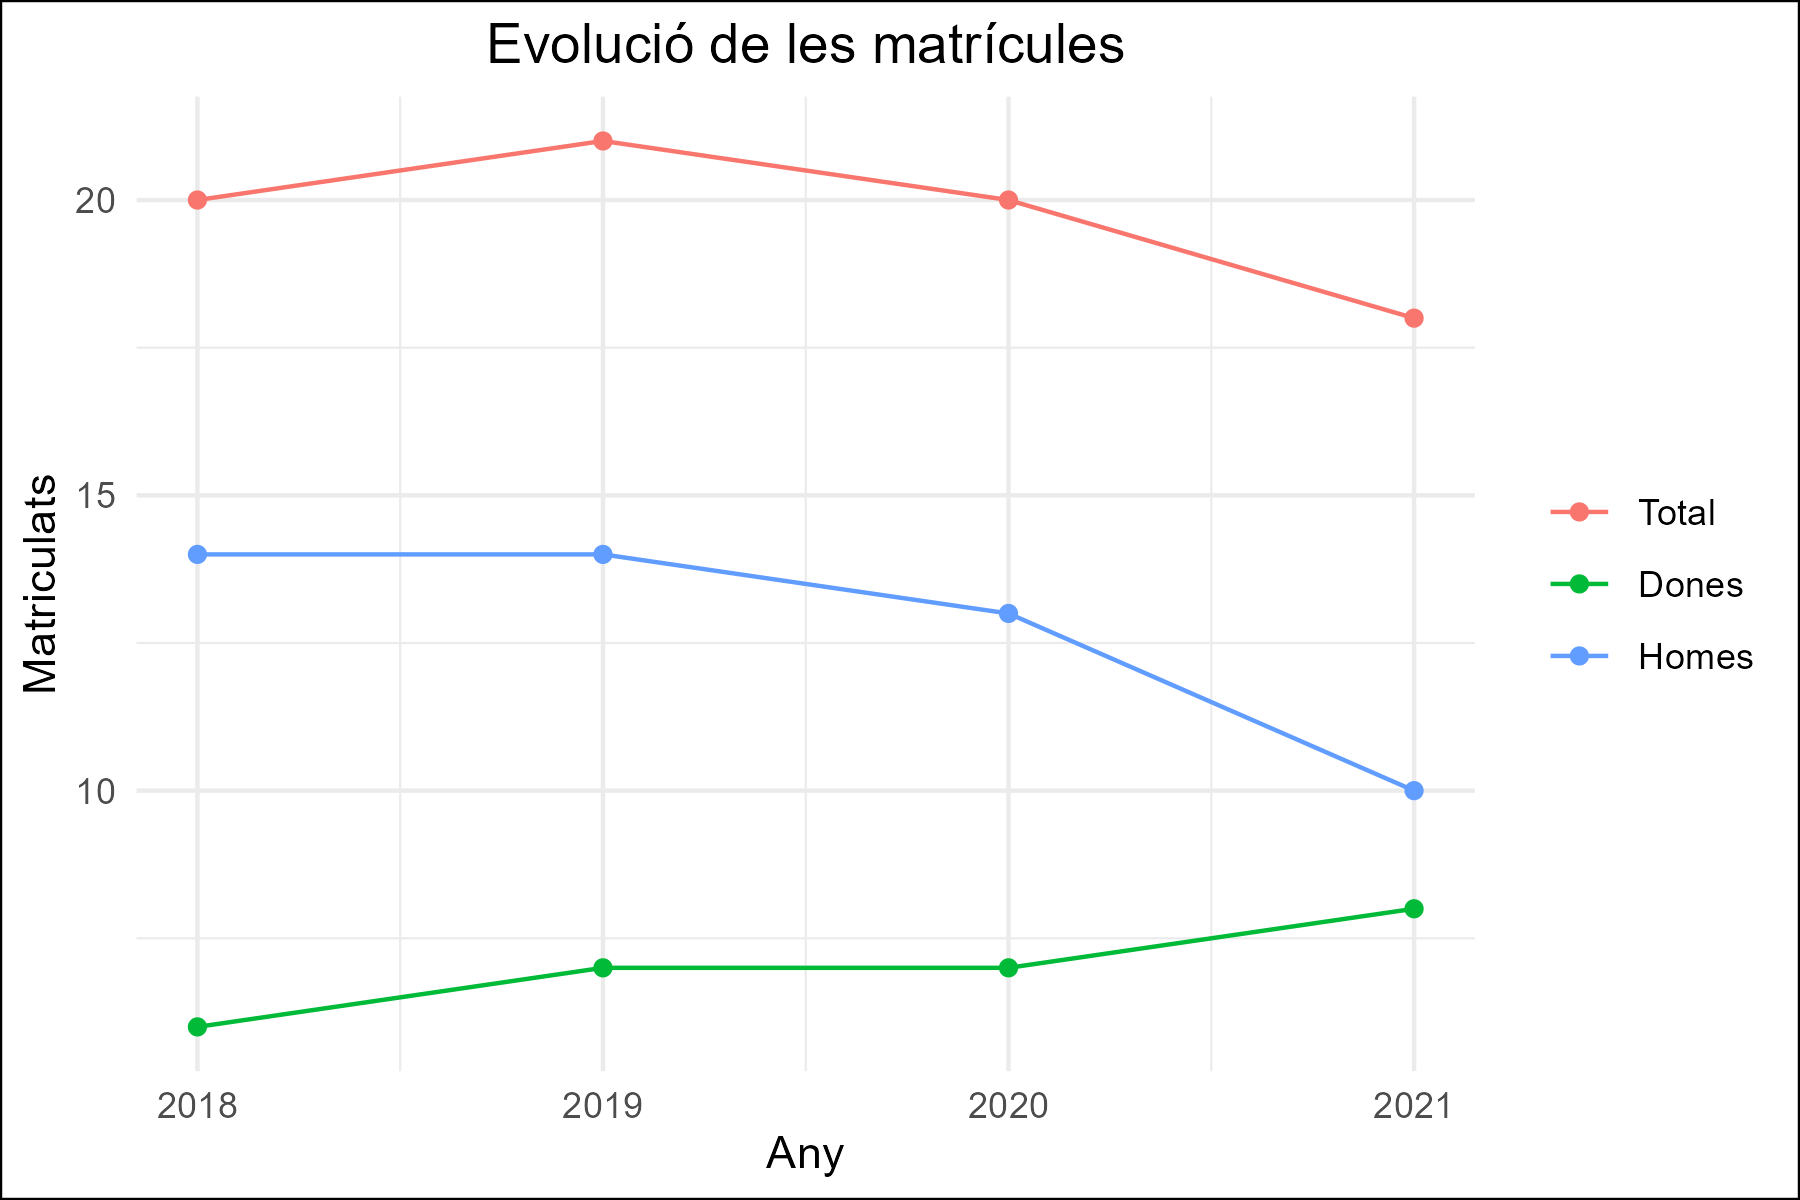 Evolució de les matrícules
20
15
10
Matriculats
2018
2019
2020
2021
Any
Total
Dones
Homes